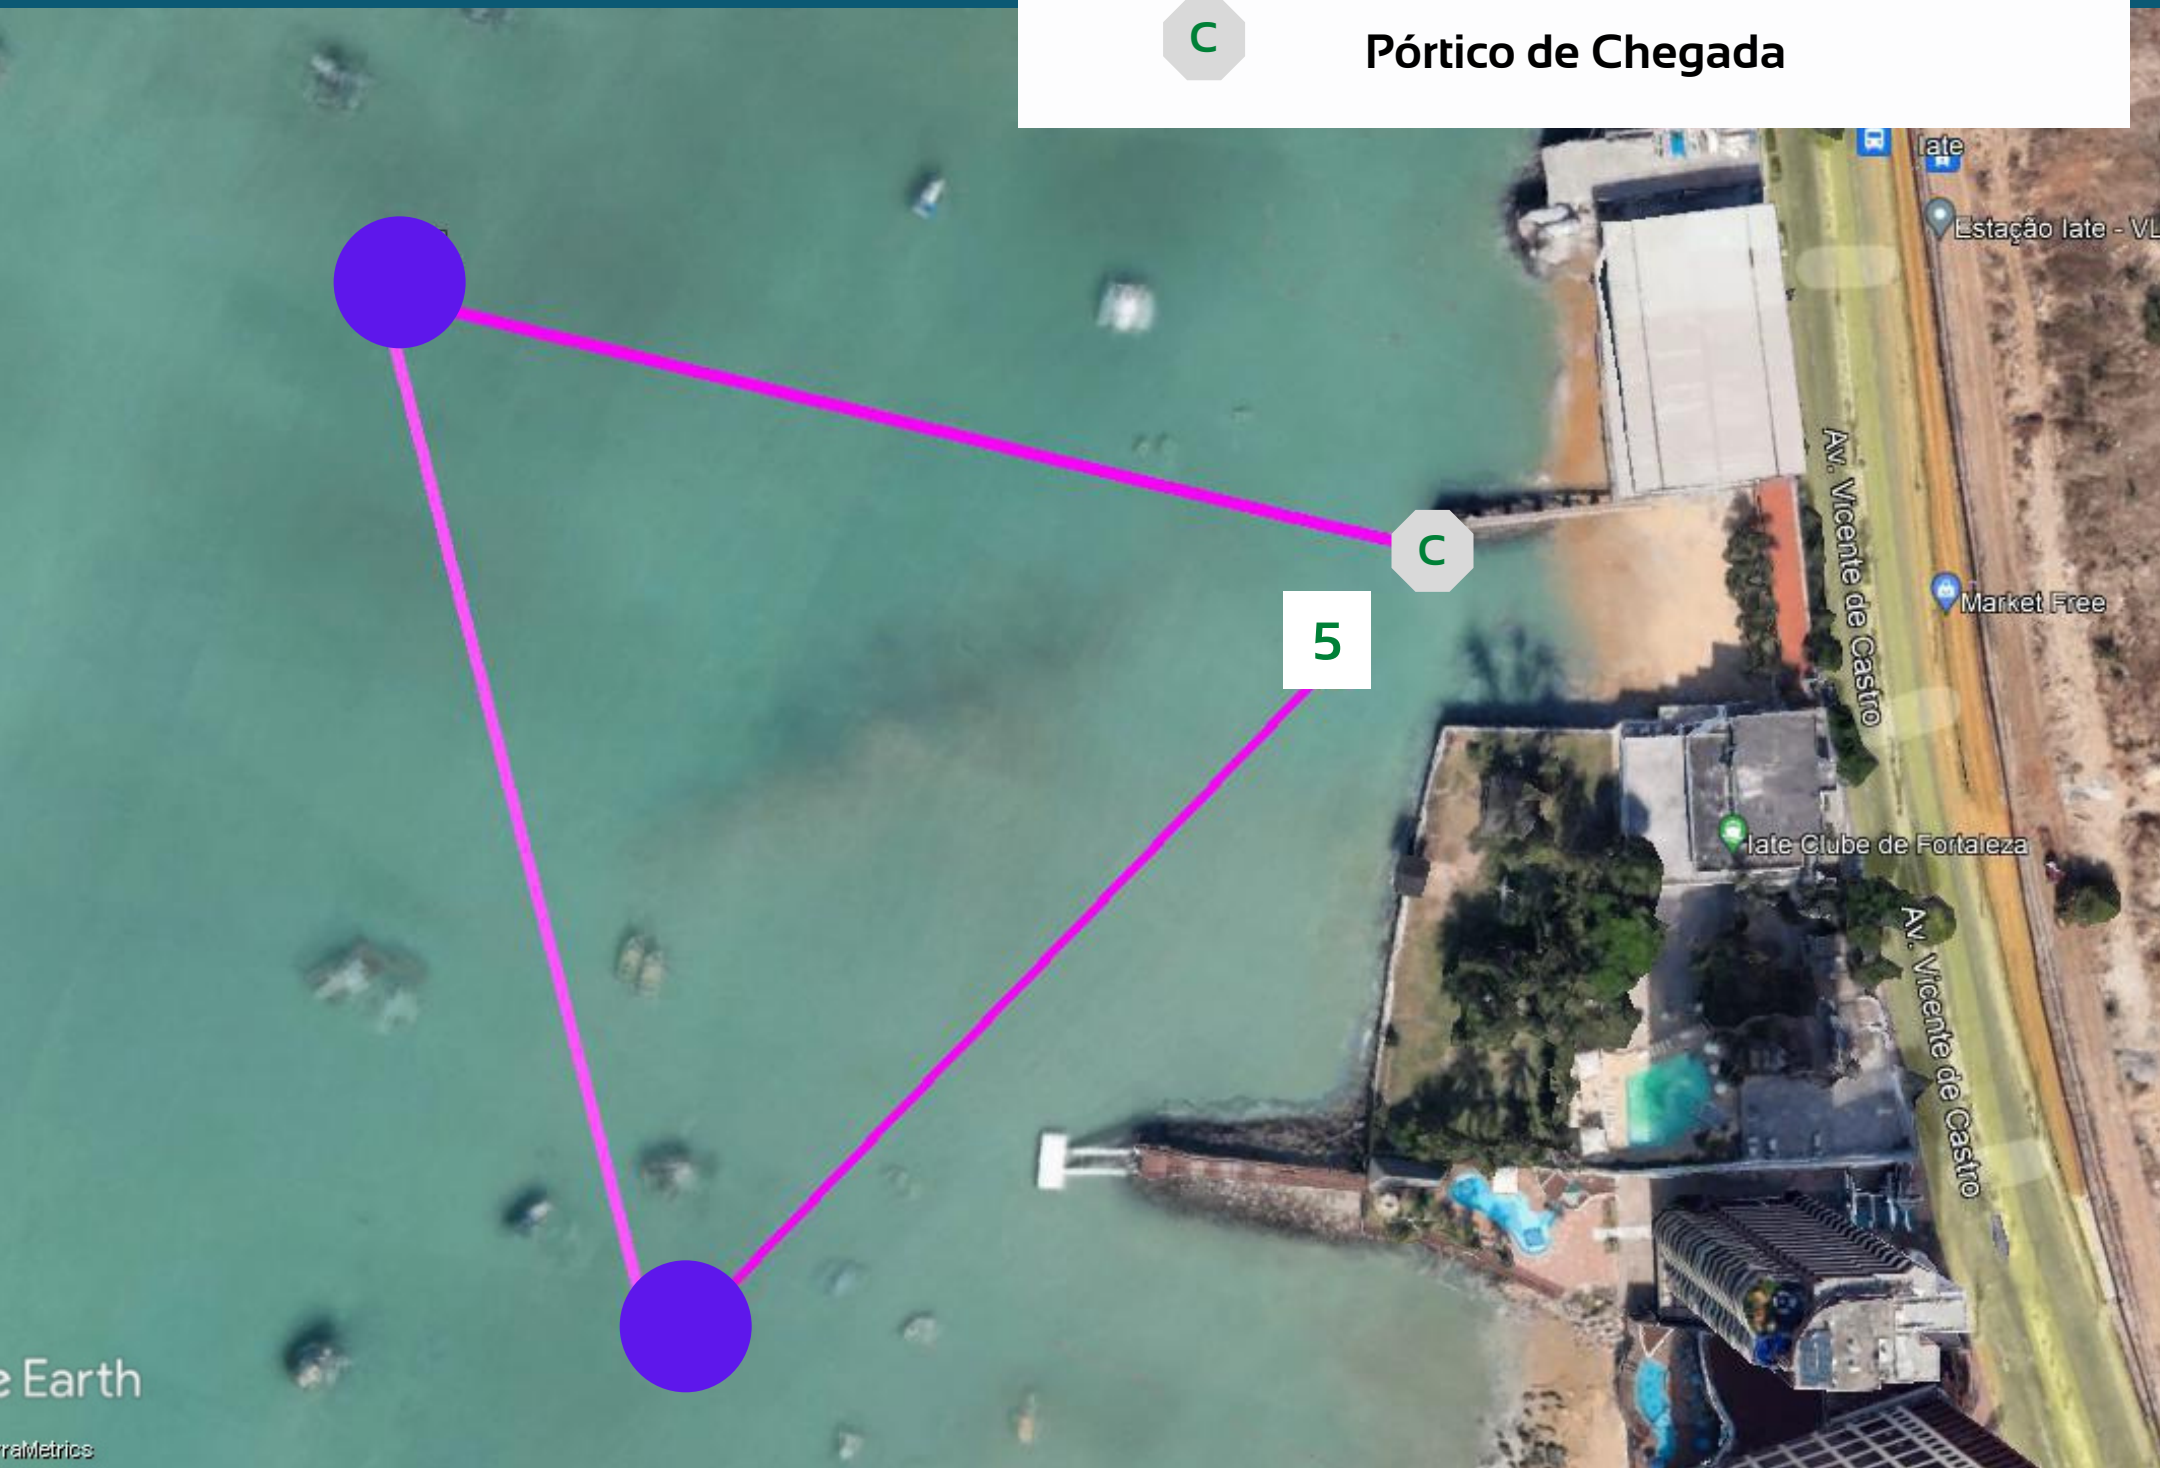 C
Pórtico de Chegada
Iate
Estação Iate - VL
Av. Vicente de Castro
C
Market Free
5
Iate Clube de Fortaleza
Av. Vicente de Castro
e Earth
raMetrics